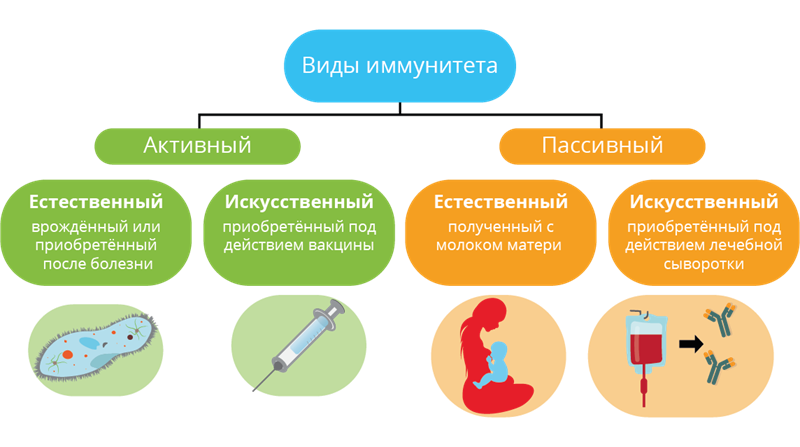 Виды иммунитета
Активный
Пассивный
Естественный
врождённый или
приобретённый
после болезни
Искусственный
приобретённый под
действием вакцины
Естественный
полученный с
молоком матери
Искусственный
приобретённый под
действием лечебной
сыворотки